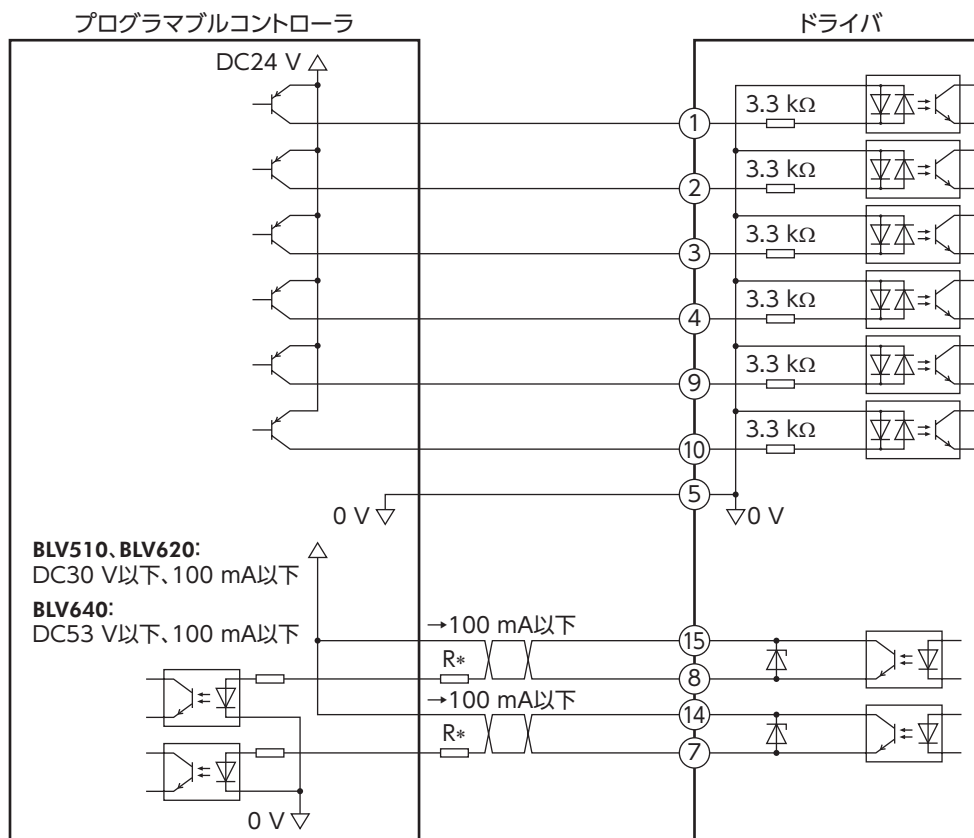 プログラマブルコントローラ
ドライバ
DC24 V
3.3 kΩ
1
3.3 kΩ
2
3.3 kΩ
3
3.3 kΩ
4
3.3 kΩ
9
3.3 kΩ
10
5
0 V
0 V
BLV510、BLV620:
DC30 V以下、100 mA以下
BLV640:
DC53 V以下、100 mA以下
→100 mA以下
15
R*
8
→100 mA以下
14
R*
7
0 V